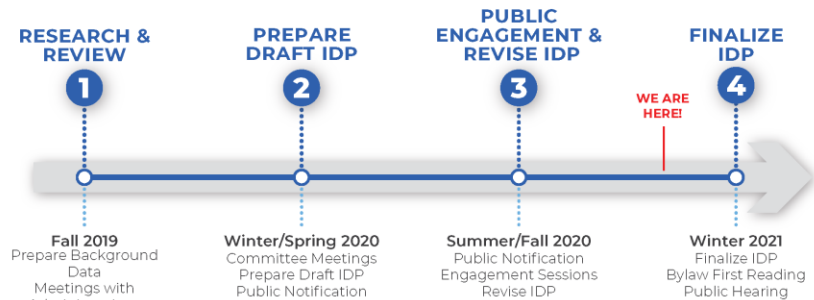 RESEARCH &
REVIEW
1
PREPARE
DRAFT IDP
2
PUBLIC
ENGAGEMENT &
REVISE IDP
3
FINALIZE
IDP
4
WE ARE
HERE!
Fall 2019
Prepare Background
Data
Meetings with
Winter/Spring 2020
Committee Meetings
Prepare Draft IDP
Public Notification
Summer/Fall 2020
Public Notification
Engagement Sessions
Revise IDP
Winter 2021
Finalize IDP
Bylaw First Reading
Public Hearing